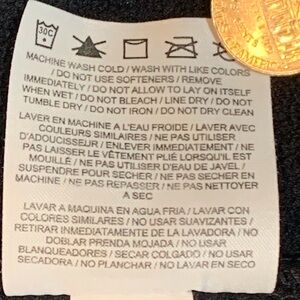 30C
MACHINE WASH COLD / WASH WITH LIKE COLORS
/ DO NOT USE SOFTENERS / REMOVE
IMMEDIATELY / DO NOT ALLOW TO LAY ON ITSELF
WHEN WET / DO NOT BLEACH / LINE DRY / DO NOT
TUMBLE DRY / DO NOT IRON / DO NOT DRY CLEAN
LAVER EN MACHINE A L'EAU FROIDE / LAVER AVEC
COULEURS SIMILAIRES / NE PAS UTILISER
D'ADOUCISSEUR / ENLEVER IMMEDIATEMENT / NE
PAS LAISSER LE VÊTEMENT PLIÉ LORSQU'IL EST
MOUILLÉ / NE PAS UTILISER D'EAU DE JAVEL /
SUSPENDRE POUR SECHER / NE PAS SECHER EN
MACHINE / NE PAS REPASSER / NE PAS NETTOYER
A SEC
LAVAR A MAQUINA EN AGUA FRIA / LAVAR CON
COLORES SIMILARES / NO USAR SUAVIZANTES /
RETIRAR INMEDIATAMENTE DE LA LAVADORA / NO
DOBLAR PRENDA MOJADA / NO USAR
BLANQUEADORES / SECAR COLGADO / NO USAR
SECADORA / NO PLANCHAR / NO LAVAR EN SECO